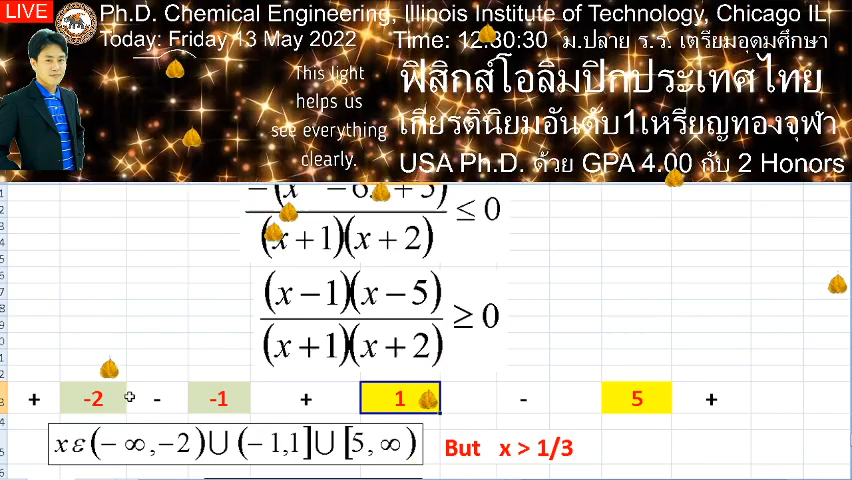 LIVE
Ph.D. Chemical Engineering, Illinois Institute of Technology, Chicago IL
Today: Friday 13 May 2022 Time: 12:30:30 ม.ปลาย ร.ร. เตรียมอุดมศึกษา
This light
helps us
see everything
clearly.
ฟิสิกส์โอลิมปิกประเทศไทย
เกียรตินิยมอันดับ1เหรียญทองจุฬา
USA Ph.D. ด้วย GPA 4.00 กับ 2 Honors
(x+1)(x+2) ≤ 0
(x-1)(x-5)
(x+1)(x+2) ≥ 0
+ -2 - -1 + 1 - 5 +
x ε (-∞,-2) ∪ (-1,1] ∪ [5,∞) But x > 1/3